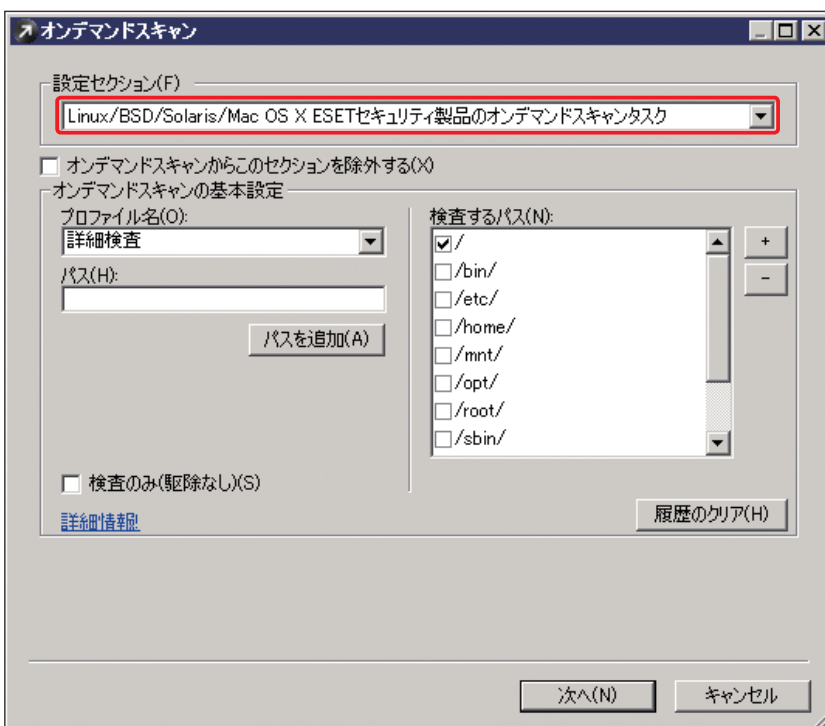 オンデマンドスキャン
設定セクション(F)
Linux/BSD/Solaris/Mac OS X ESETセキュリティ製品のオンデマンドスキャンタスク
オンデマンドスキャンからこのセクションを除外する(X)
オンデマンドスキャンの基本設定
プロファイル名(O):
詳細検査
パス(H):
パスを追加(A)
検査のみ(駆除なし)(S)
詳細情報!
検査するパス(N):
/
/bin/
/etc/
/home/
/mnt/
/opt/
/root/
/sbin/
+
-
履歴のクリア(H)
次へ(N)
キャンセル